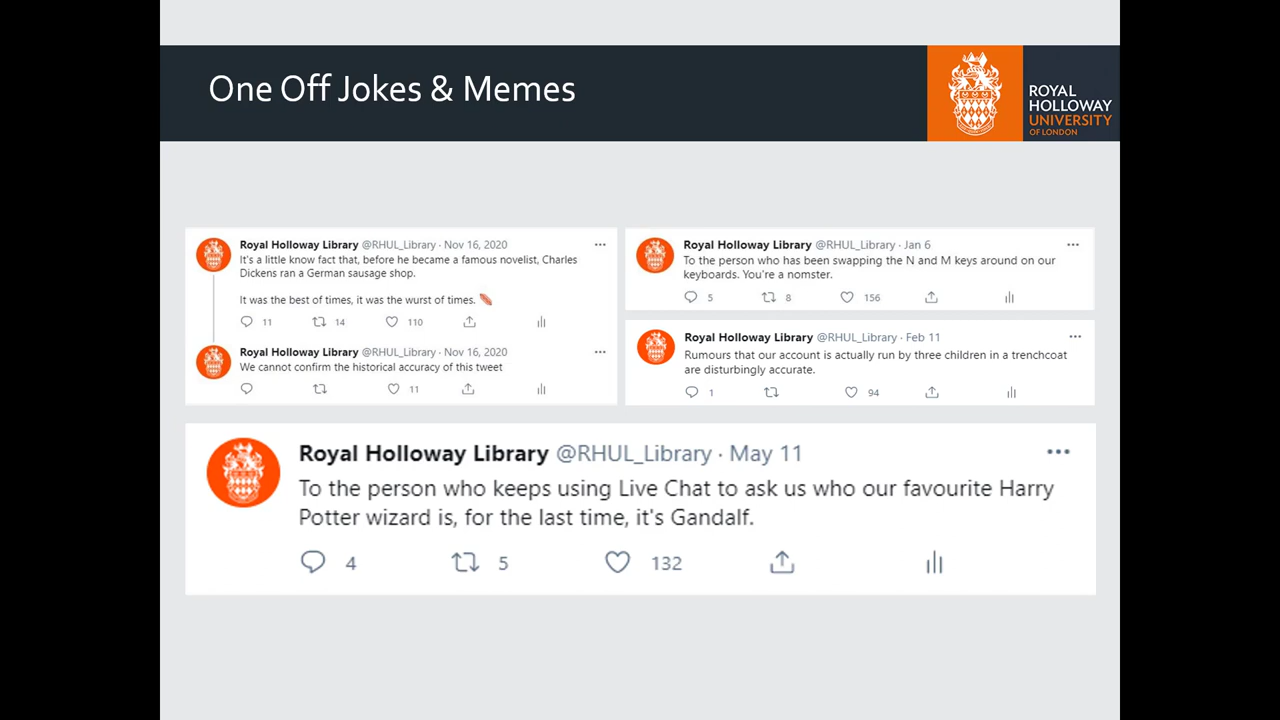 One Off Jokes & Memes
ROYAL
HOLLOWAY
UNIVERSITY
OF LONDON
Royal Holloway Library @RHUL_Library · Nov 16, 2020
It's a little know fact that, before he became a famous novelist, Charles
Dickens ran a German sausage shop.
It was the best of times, it was the wurst of times.
11 14 110
Royal Holloway Library @RHUL_Library · Nov 16, 2020
We cannot confirm the historical accuracy of this tweet
11
Royal Holloway Library @RHUL_Library · Jan 6
To the person who has been swapping the N and M keys around on our
keyboards. You're a nomster.
5 8 156
Royal Holloway Library @RHUL_Library · Feb 11
Rumours that our account is actually run by three children in a trenchcoat
are disturbingly accurate.
1 94
Royal Holloway Library @RHUL_Library · May 11
To the person who keeps using Live Chat to ask us who our favourite Harry
Potter wizard is, for the last time, it's Gandalf.
4 5 132